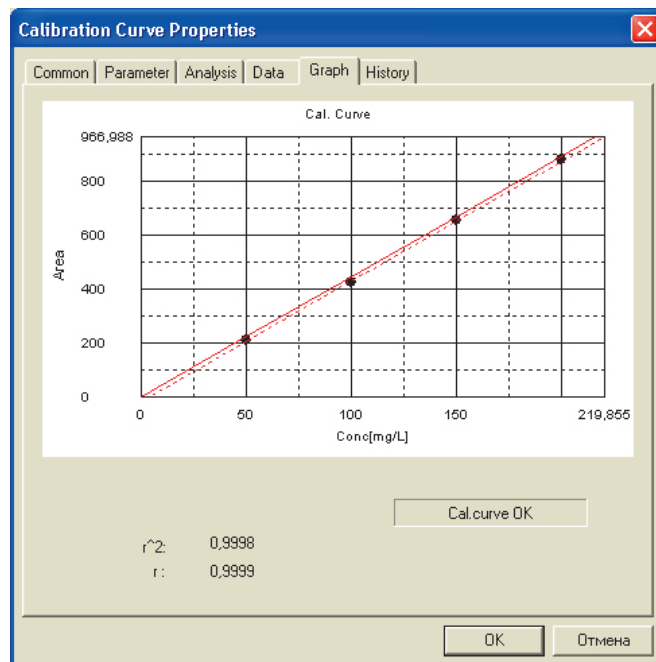 Calibration Curve Properties
Common Parameter Analysis Data Graph History
Cal. Curve
966,988
800
600
400
200
0
Area
0 50 100 150 219,855
Conc[mg/L]
Cal.curve OK
r^2: 0,9998
r: 0,9999
OK Отмена